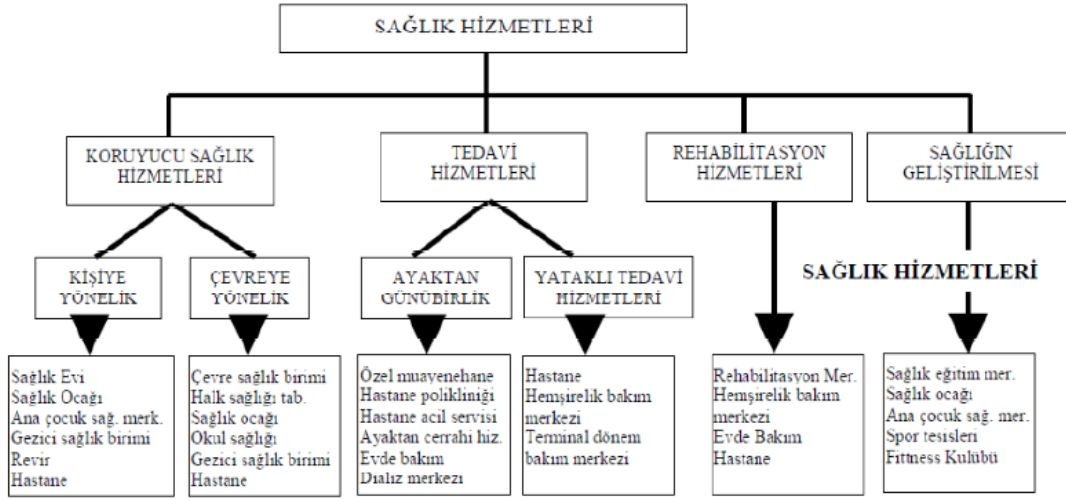 SAĞLIK HİZMETLERİ
KORUYUCU SAĞLIK
HİZMETLERİ
TEDAVİ
HİZMETLERİ
REHABİLİTASYON
HİZMETLERİ
SAĞLIĞIN
GELİŞTİRİLMESİ
KİŞİYE
YÖNELİK
ÇEVREYE
YÖNELİK
AYAKTAN
GÜNÜBİRLİK
YATAKLI TEDAVİ
HİZMETLERİ
SAĞLIK HİZMETLERİ
Sağlık Evi
Sağlık Ocağı
Ana çocuk sağ. merk.
Gezici sağlık birimi
Revir
Hastane
Çevre sağlık birimi
Halk sağlığı tab.
Sağlık ocağı
Okul sağlığı
Gezici sağlık birimi
Hastane
Özel muayenehane
Hastane polikliniği
Hastane acil servisi
Ayaktan cerrahi hiz.
Evde bakım
Dializ merkezi
Hastane
Hemşirelik bakım
merkezi
Terminal dönem
bakım merkezi
Rehabilitasyon Mer.
Hemşirelik bakım
merkezi
Evde Bakım
Hastane
Sağlık eğitim mer.
Sağlık ocağı
Ana çocuk sağ. mer.
Spor tesisleri
Fittness Kulübü